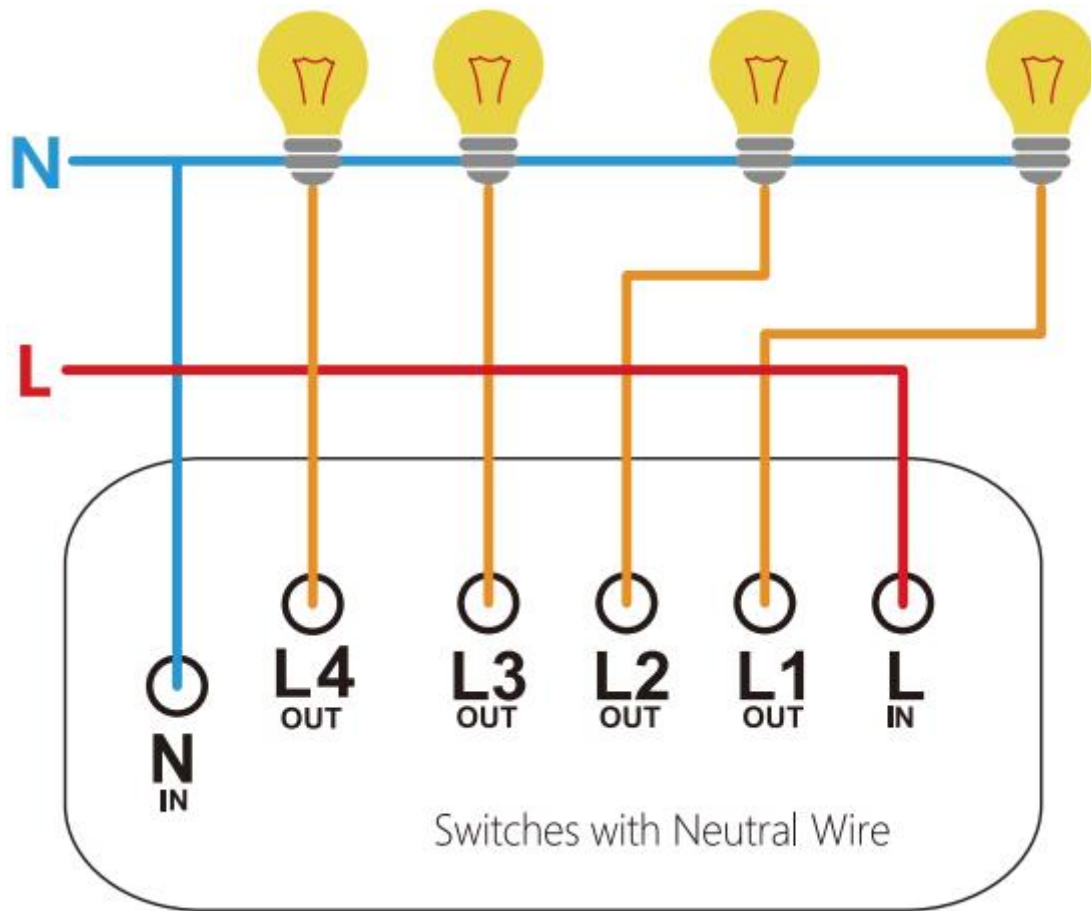 N
L
L4 L3 L2 L1 L
OUT OUT OUT OUT IN
N
IN
Switches with Neutral Wire